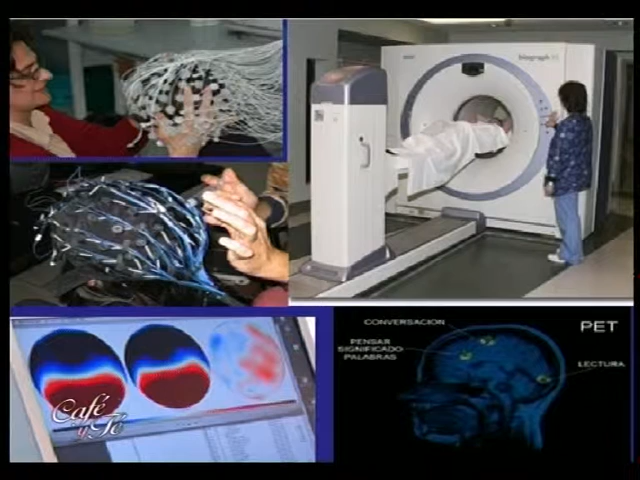 biograph
PET
CONVERSACION
PENSAR
SIGNIFICADO
PALABRAS
LECTURA
Café
y Té